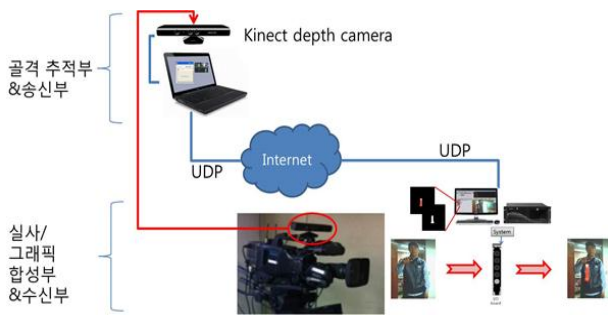 Kinect depth camera
골격 추적부
&송신부
Internet
UDP
UDP
System
실사/
그래픽
합성부
&수신부